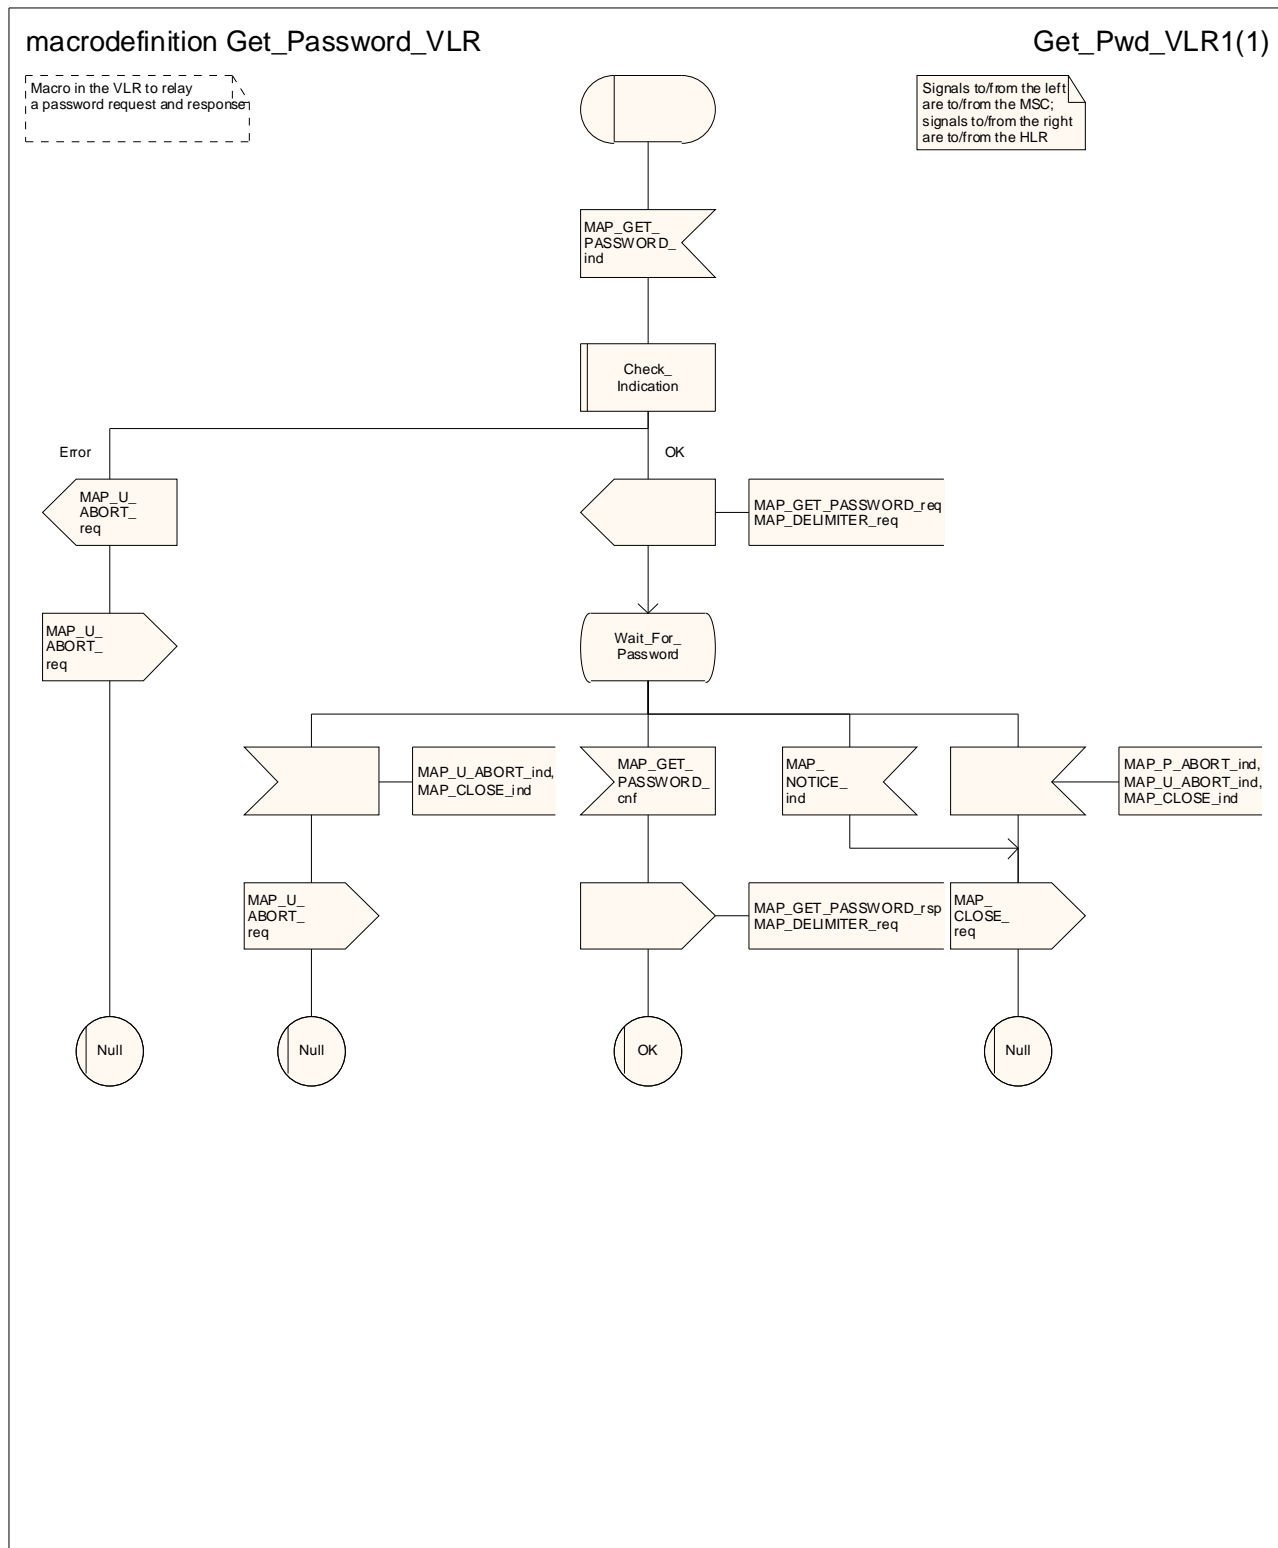 macrodefinition Get_Password_VLR
Get_Pwd_VLR1(1)
Macro in the VLR to relay
a password request and response
Signals to/from the left
are to/from the MSC;
signals to/from the right
are to/from the HLR
MAP_GET_
PASSWORD_
ind
Check_
Indication
Error
OK
MAP_U_
ABORT_
req
MAP_GET_PASSWORD_req
MAP_DELIMITER_req
MAP_U_
ABORT_
req
Wait_For_
Password
MAP_U_ABORT_ind,
MAP_CLOSE_ind
MAP_GET_
PASSWORD_
cnf
MAP_
NOTICE_
ind
MAP_P_ABORT_ind,
MAP_U_ABORT_ind,
MAP_CLOSE_ind
MAP_U_
ABORT_
req
MAP_GET_PASSWORD_rsp
MAP_DELIMITER_req
MAP_
CLOSE_
req
Null
Null
OK
Null